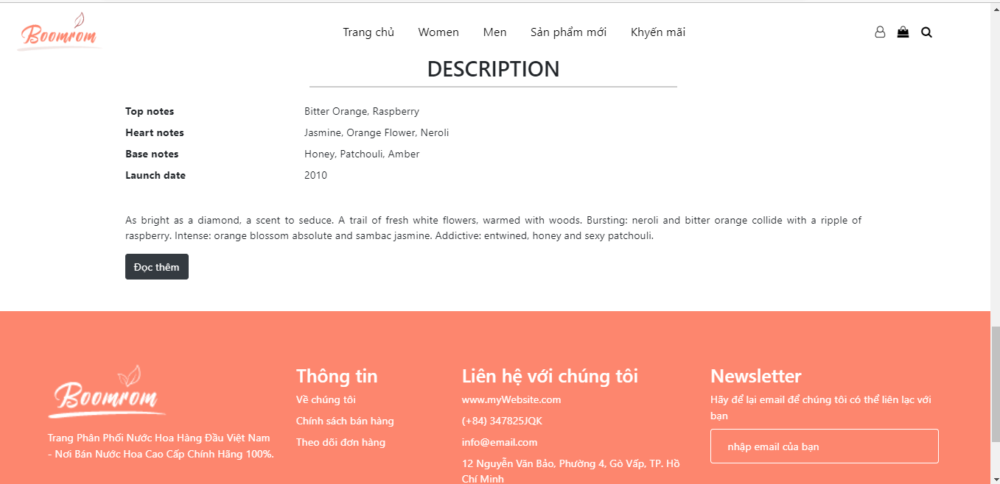 Boomrom
Trang chủ Women Men Sản phẩm mới Khyến mãi
DESCRIPTION
Top notes Bitter Orange, Raspberry
Heart notes Jasmine, Orange Flower, Neroli
Base notes Honey, Patchouli, Amber
Launch date 2010
As bright as a diamond, a scent to seduce. A trail of fresh white flowers, warmed with woods. Bursting: neroli and bitter orange collide with a ripple of
raspberry. Intense: orange blossom absolute and sambac jasmine. Addictive: entwined, honey and sexy patchouli.
Đọc thêm
Boomrom
Trang Phân Phối Nước Hoa Hàng Đầu Việt Nam
- Nơi Bán Nước Hoa Cao Cấp Chính Hãng 100%.
Thông tin
Về chúng tôi
Chính sách bán hàng
Theo dõi đơn hàng
Liên hệ với chúng tôi
www.myWebsite.com
(+84) 347825JQK
info@email.com
12 Nguyễn Văn Bảo, Phường 4, Gò Vấp, TP. Hồ
Chí Minh
Newsletter
Hãy để lại email để chúng tôi có thể liên lạc với
bạn
nhập email của bạn